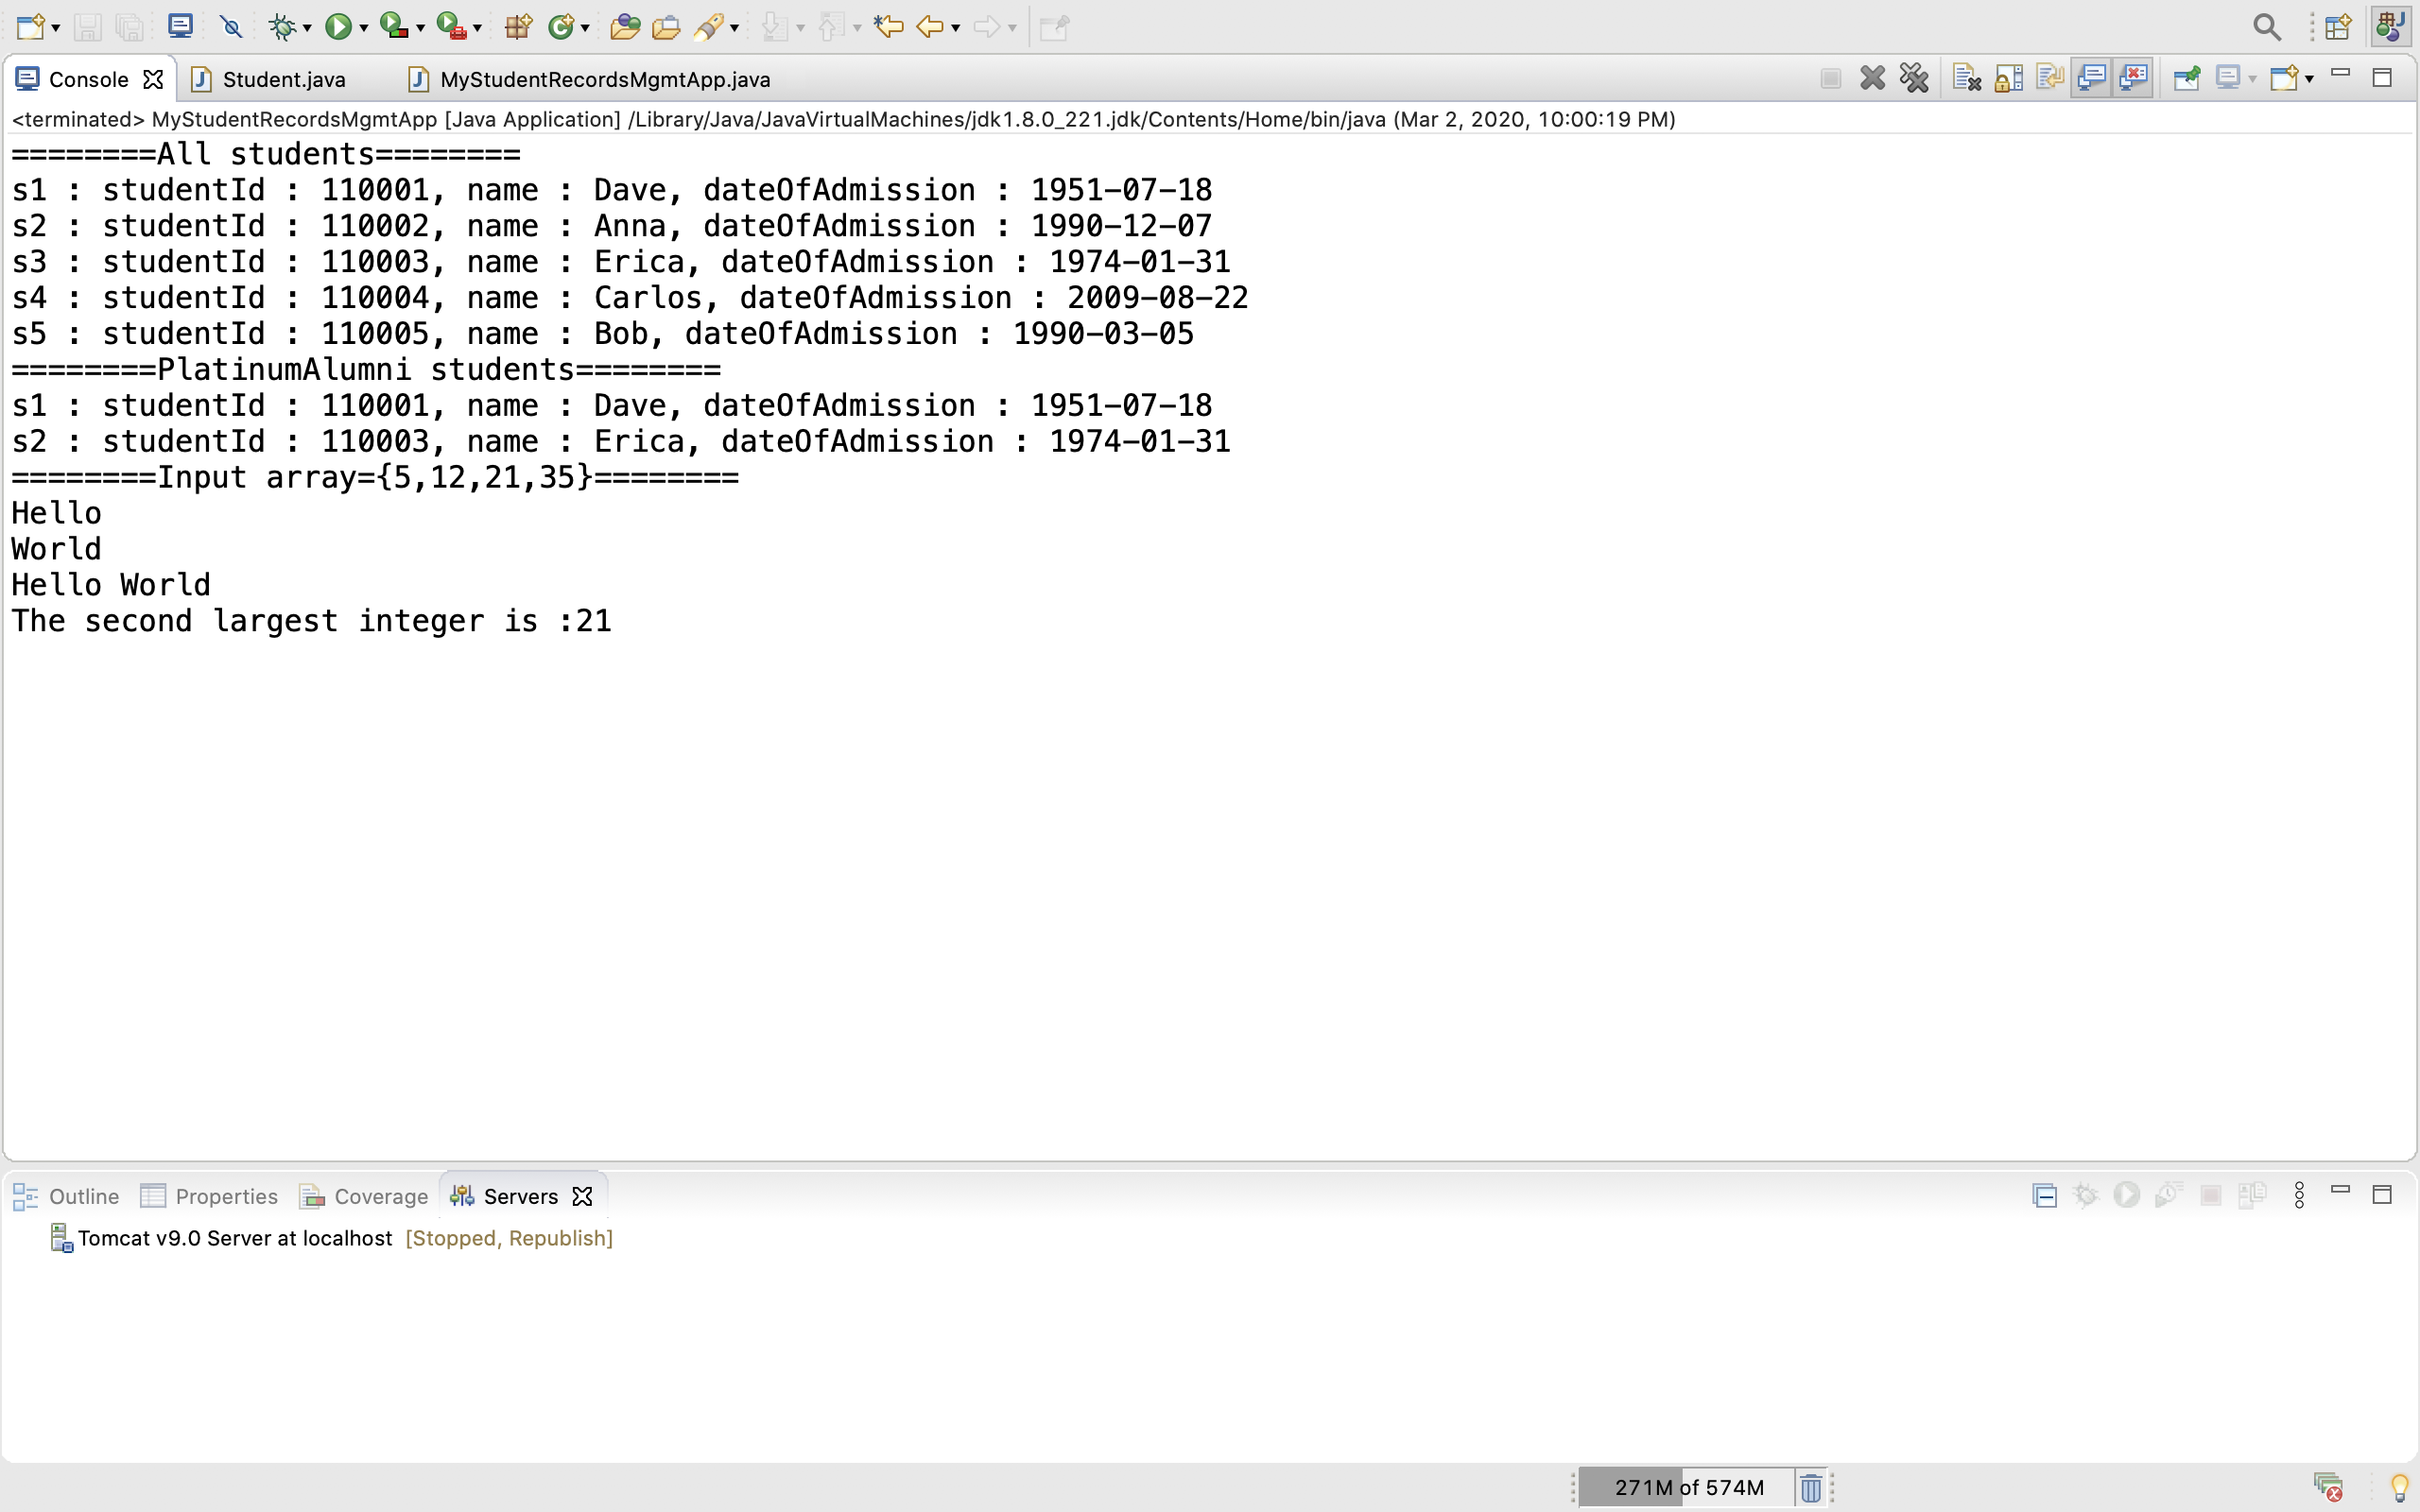 Console Student.java MyStudentRecordsMgmtApp.java
<terminated> MyStudentRecordsMgmtApp [Java Application] /Library/Java/JavaVirtualMachines/jdk1.8.0_221.jdk/Contents/Home/bin/java (Mar 2, 2020, 10:00:19 PM)
========All students========
s1 : studentId : 110001, name : Dave, dateOfAdmission : 1951-07-18
s2 : studentId : 110002, name : Anna, dateOfAdmission : 1990-12-07
s3 : studentId : 110003, name : Erica, dateOfAdmission : 1974-01-31
s4 : studentId : 110004, name : Carlos, dateOfAdmission : 2009-08-22
s5 : studentId : 110005, name : Bob, dateOfAdmission : 1990-03-05
========PlatinumAlumni students========
s1 : studentId : 110001, name : Dave, dateOfAdmission : 1951-07-18
s2 : studentId : 110003, name : Erica, dateOfAdmission : 1974-01-31
========Input array={5,12,21,35}========
Hello
World
Hello World
The second largest integer is :21
Outline Properties Coverage Servers
Tomcat v9.0 Server at localhost [Stopped, Republish]
271M of 574M